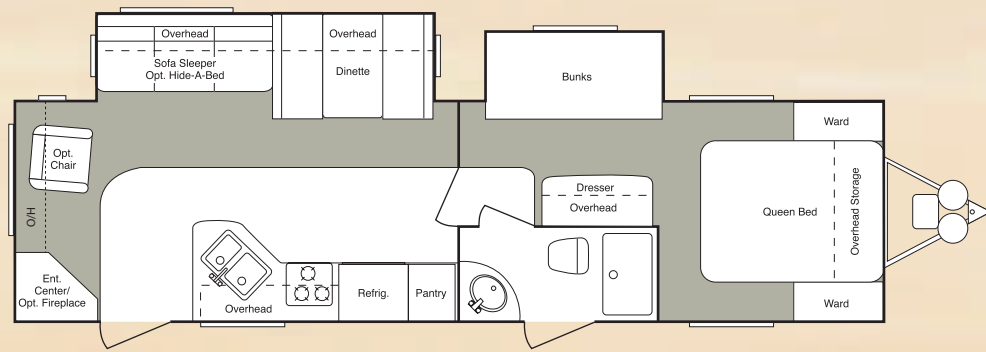 Overhead
Sofa Sleeper
Opt. Hide-A-Bed
Overhead
Dinette
Bunks
Ward
Opt.
Chair
O/H
Dresser
Overhead
Queen Bed
Overhead Storage
Ent.
Center/
Opt. Fireplace
Overhead
Refrig.
Pantry
Ward